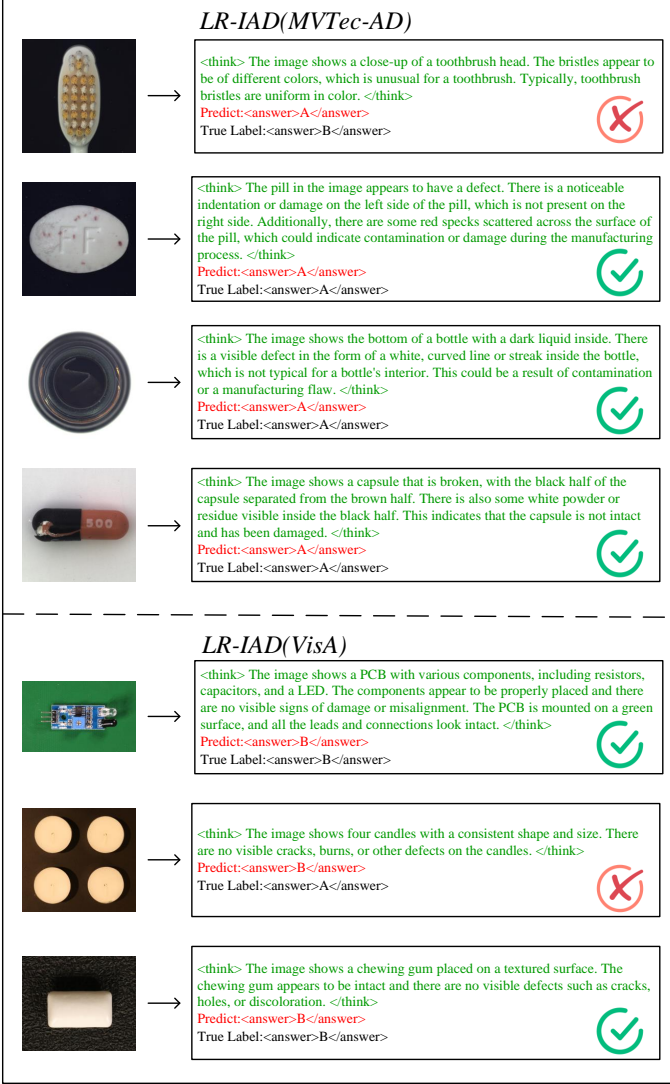 LR-IAD(MVTec-AD)
<think> The image shows a close-up of a toothbrush head. The bristles appear to
be of different colors, which is unusual for a toothbrush. Typically, toothbrush
bristles are uniform in color. </think>
Predict:<answer>A</answer>
True Label:<answer>B</answer>
FF
<think> The pill in the image appears to have a defect. There is a noticeable
indentation or damage on the left side of the pill, which is not present on the
right side. Additionally, there are some red specks scattered across the surface of
the pill, which could indicate contamination or damage during the manufacturing
process. </think>
Predict:<answer>A</answer>
True Label:<answer>A</answer>
<think> The image shows the bottom of a bottle with a dark liquid inside. There
is a visible defect in the form of a white, curved line or streak inside the bottle,
which is not typical for a bottle's interior. This could be a result of contamination
or a manufacturing flaw. </think>
Predict:<answer>A</answer>
True Label:<answer>A</answer>
500
<think> The image shows a capsule that is broken, with the black half of the
capsule separated from the brown half. There is also some white powder or
residue visible inside the black half. This indicates that the capsule is not intact
and has been damaged. </think>
Predict:<answer>A</answer>
True Label:<answer>A</answer>
LR-IAD(VisA)
<think> The image shows a PCB with various components, including resistors,
capacitors, and a LED. The components appear to be properly placed and there
are no visible signs of damage or misalignment. The PCB is mounted on a green
surface, and all the leads and connections look intact. </think>
Predict:<answer>B</answer>
True Label:<answer>B</answer>
<think> The image shows four candles with a consistent shape and size. There
are no visible cracks, burns, or other defects on the candles. </think>
Predict:<answer>B</answer>
True Label:<answer>A</answer>
<think> The image shows a chewing gum placed on a textured surface. The
chewing gum appears to be intact and there are no visible defects such as cracks,
holes, or discoloration. </think>
Predict:<answer>B</answer>
True Label:<answer>B</answer>